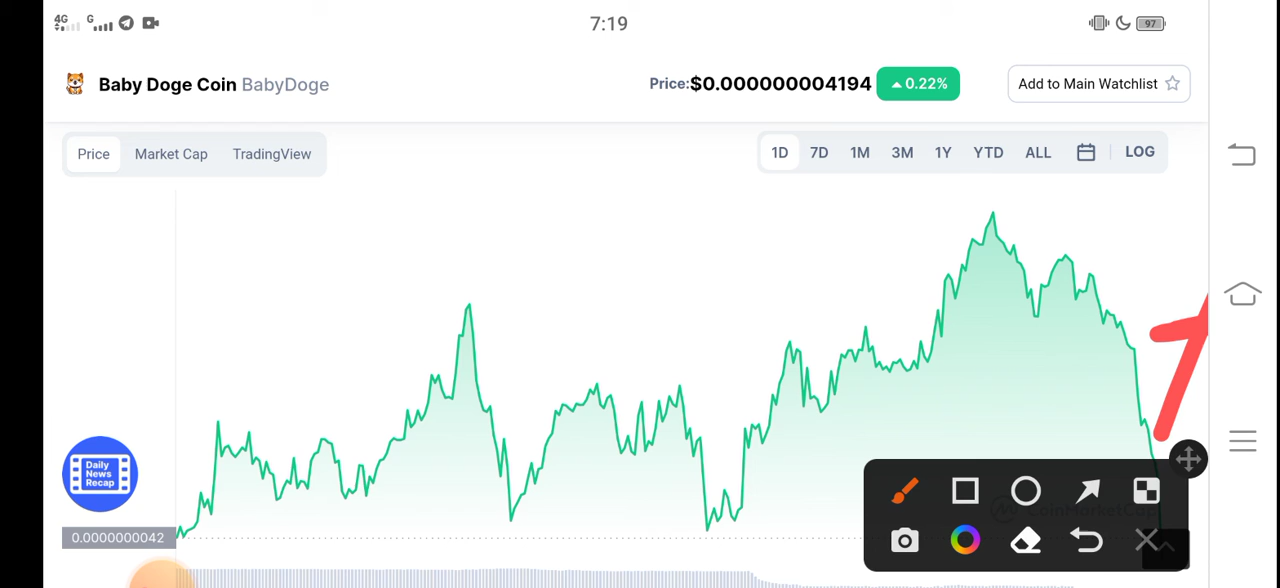 4G G 7:19 97
Baby Doge Coin BabyDoge Price:$0.000000004194 0.22% Add to Main Watchlist
Price Market Cap TradingView 1D 7D 1M 3M 1Y YTD ALL LOG
Daily
News
Recap
CoinMarketCap
0.0000000042